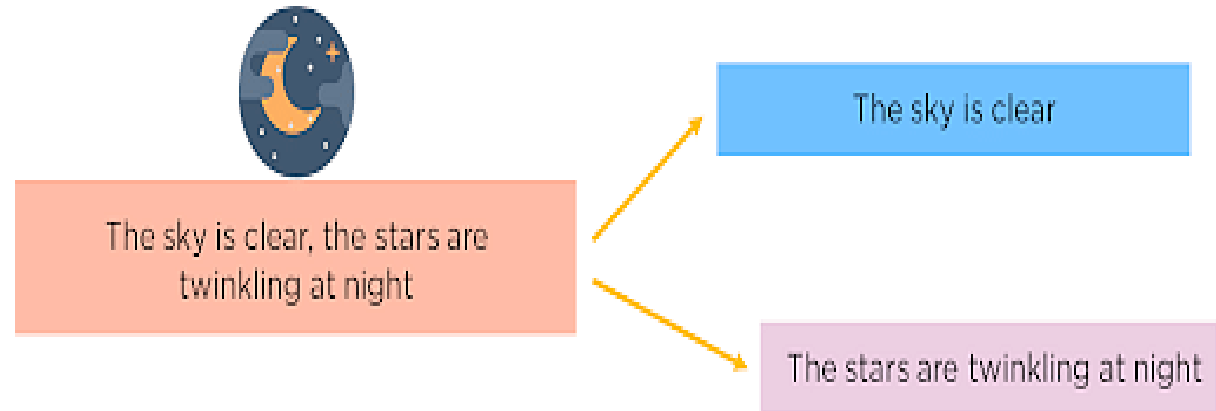 The sky is clear, the stars are
twinkling at night
The sky is clear
The stars are twinkling at night